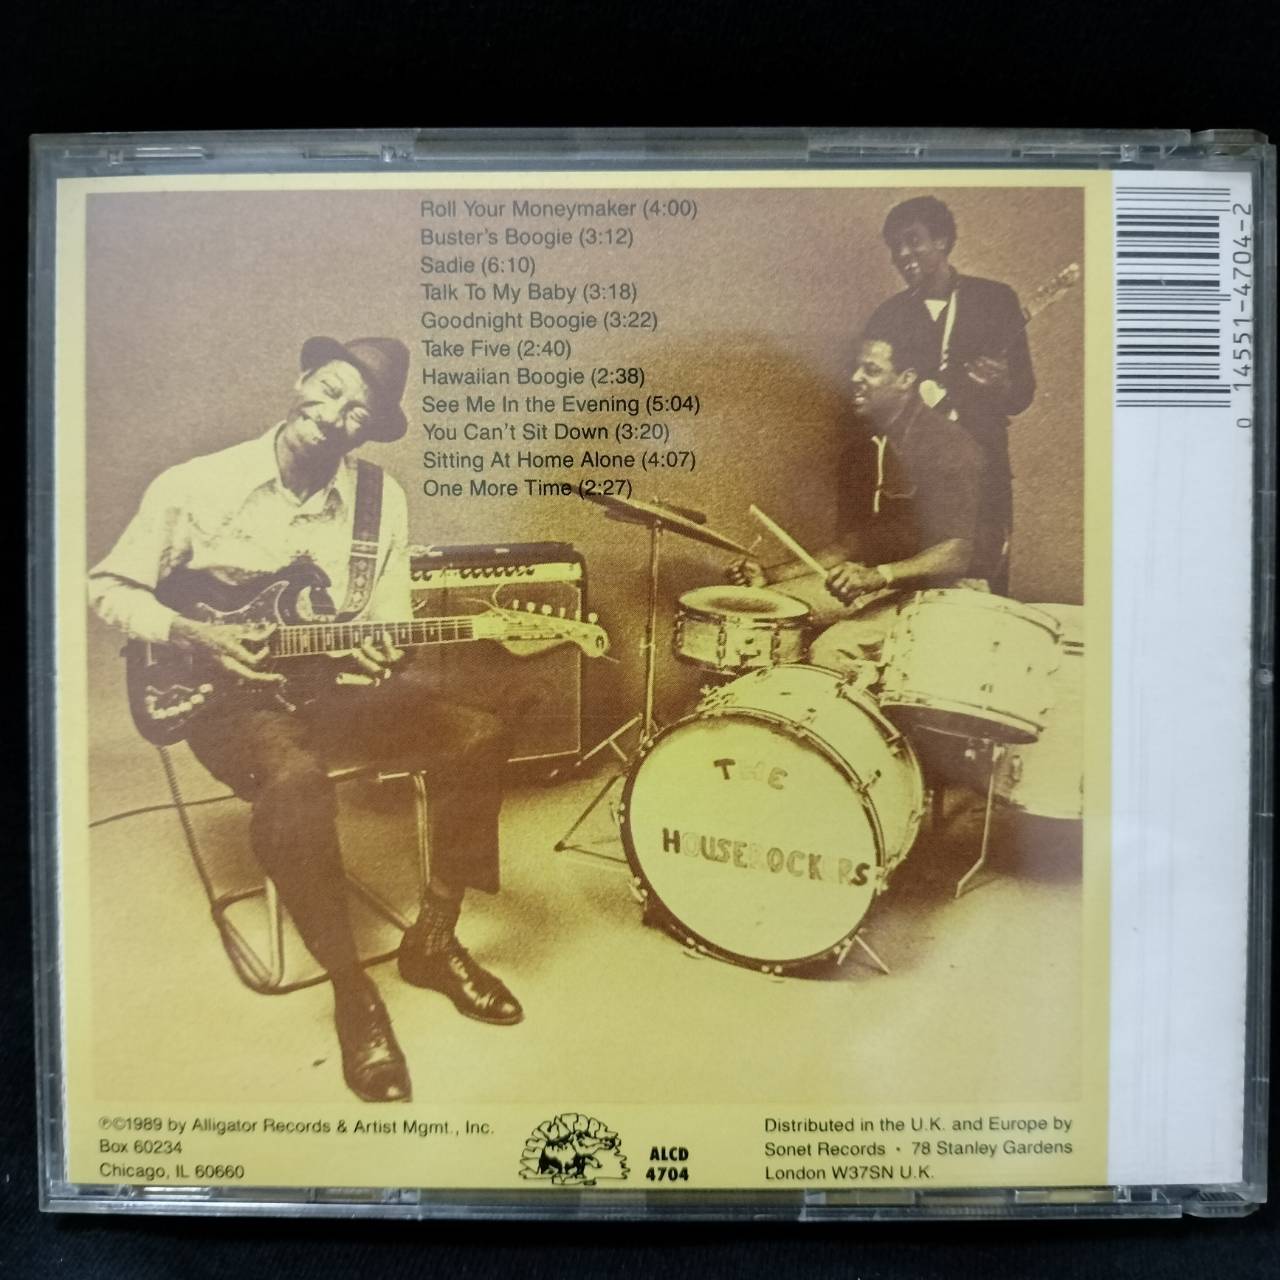 Roll Your Moneymaker (4:00)
Buster's Boogie (3:12)
Sadie (6:10)
Talk To My Baby (3:18)
Goodnight Boogie (3:22)
Take Five (2:40)
Hawaiian Boogie (2:38)
See Me In the Evening (5:04)
You Can't Sit Down (3:20)
Sitting At Home Alone (4:07)
One More Time (2:27)
0 14551-4704-2
THE
HOUSEROCKERS
℗©1989 by Alligator Records & Artist Mgmt., Inc.
Box 60234
Chicago, IL 60660
ALCD
4704
Distributed in the U.K. and Europe by
Sonet Records · 78 Stanley Gardens
London W37SN U.K.